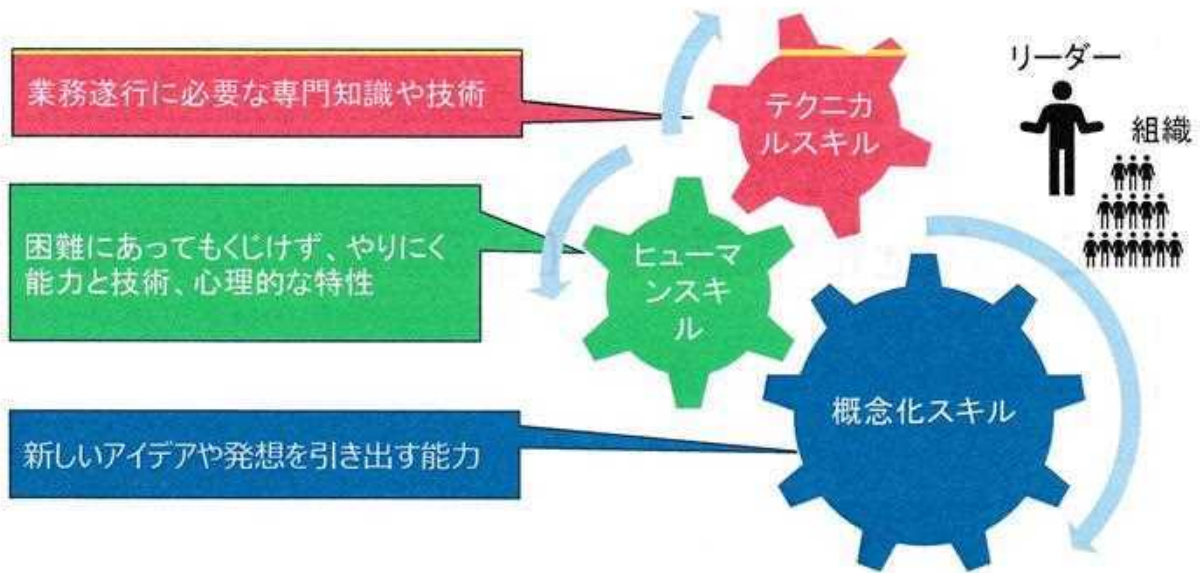 業務遂行に必要な専門知識や技術
テクニカ
ルスキル
リーダー
組織
困難にあってもくじけず、やりにく
能力と技術、心理的な特性
ヒューマ
ンスキ
ル
新しいアイデアや発想を引き出す能力
概念化スキル